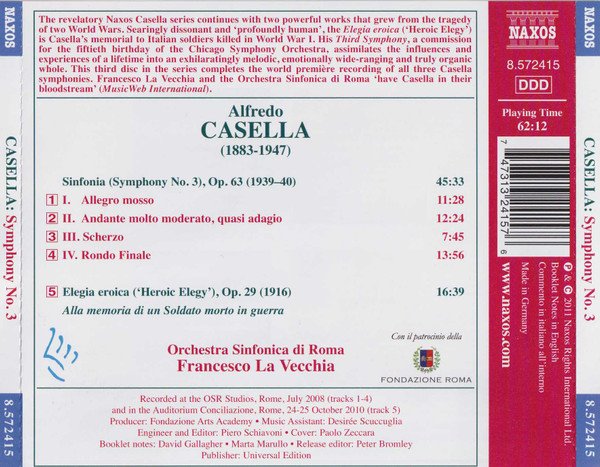 The revelatory Naxos Casella series continues with two powerful works that grew from the tragedy
of two World Wars. Searingly dissonant and ‘profoundly human’, the Elegia eroica (‘Heroic Elegy’)
is Casella’s memorial to Italian soldiers killed in World War I. His Third Symphony, a commission
for the fiftieth birthday of the Chicago Symphony Orchestra, assimilates the influences and
experiences of a lifetime into an exhilaratingly melodic, emotionally wide-ranging and truly organic
whole. This third disc in the series completes the world première recording of all three Casella
symphonies. Francesco La Vecchia and the Orchestra Sinfonica di Roma ‘have Casella in their
bloodstream’ (MusicWeb International).
Alfredo
CASELLA
(1883-1947)
Sinfonia (Symphony No. 3), Op. 63 (1939–40) 45:33
1 I. Allegro mosso 11:28
2 II. Andante molto moderato, quasi adagio 12:24
3 III. Scherzo 7:45
4 IV. Rondo Finale 13:56
5 Elegia eroica (‘Heroic Elegy’), Op. 29 (1916) 16:39
Alla memoria di un Soldato morto in guerra
Orchestra Sinfonica di Roma
Francesco La Vecchia
Con il patrocinio della
FONDAZIONE ROMA
Recorded at the OSR Studios, Rome, July 2008 (tracks 1-4)
and in the Auditorium Conciliazione, Rome, 24-25 October 2010 (track 5)
Producer: Fondazione Arts Academy • Music Assistant: Desirée Scuccuglia
Engineer and Editor: Piero Schiavoni • Cover: Paolo Zeccara
Booklet notes: David Gallagher • Marta Marullo • Release editor: Peter Bromley
Publisher: Universal Edition
NAXOS
8.572415
DDD
Playing Time
62:12
7 47313 24157 6
℗ & © 2011 Naxos Rights International Ltd.
Booklet Notes in English
Commento in italiano all’interno
Made in Germany
www.naxos.com
NAXOS
CASELLA: Symphony No. 3
8.572415
NAXOS
CASELLA: Symphony No. 3
8.572415